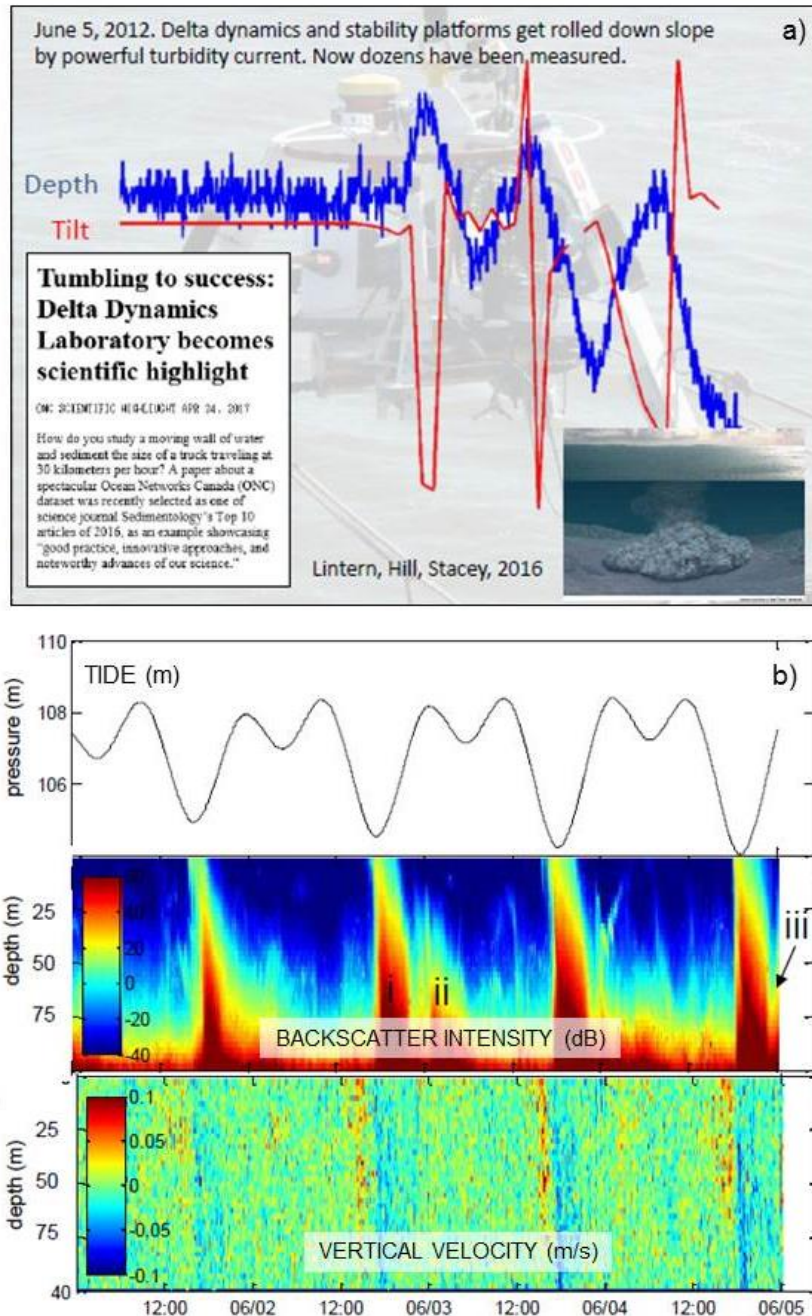 June 5, 2012. Delta dynamics and stability platforms get rolled down slope
by powerful turbidity current. Now dozens have been measured.
a)
Depth
Tilt
Tumbling to success:
Delta Dynamics
Laboratory becomes
scientific highlight
ONC SCIENTIFIC HIGHLIGHT APR 24, 2017
How do you study a moving wall of water
and sediment the size of a truck traveling at
30 kilometers per hour? A paper about a
spectacular Ocean Networks Canada (ONC)
dataset was recently selected as one of
science journal Sedimentology's Top 10
articles of 2016, as an example showcasing
"good practice, innovative approaches, and
noteworthy advances of our science."
Lintern, Hill, Stacey, 2016
TIDE (m)
b)
pressure (m)
110
108
106
104
depth (m)
25
50
75
20
0
-20
-40
i
ii
iii
BACKSCATTER INTENSITY (dB)
depth (m)
25
50
75
40
0.1
0.05
0
-0.05
-0.1
VERTICAL VELOCITY (m/s)
12:00 06/02 12:00 06/03 12:00 06/04 12:00 06/05